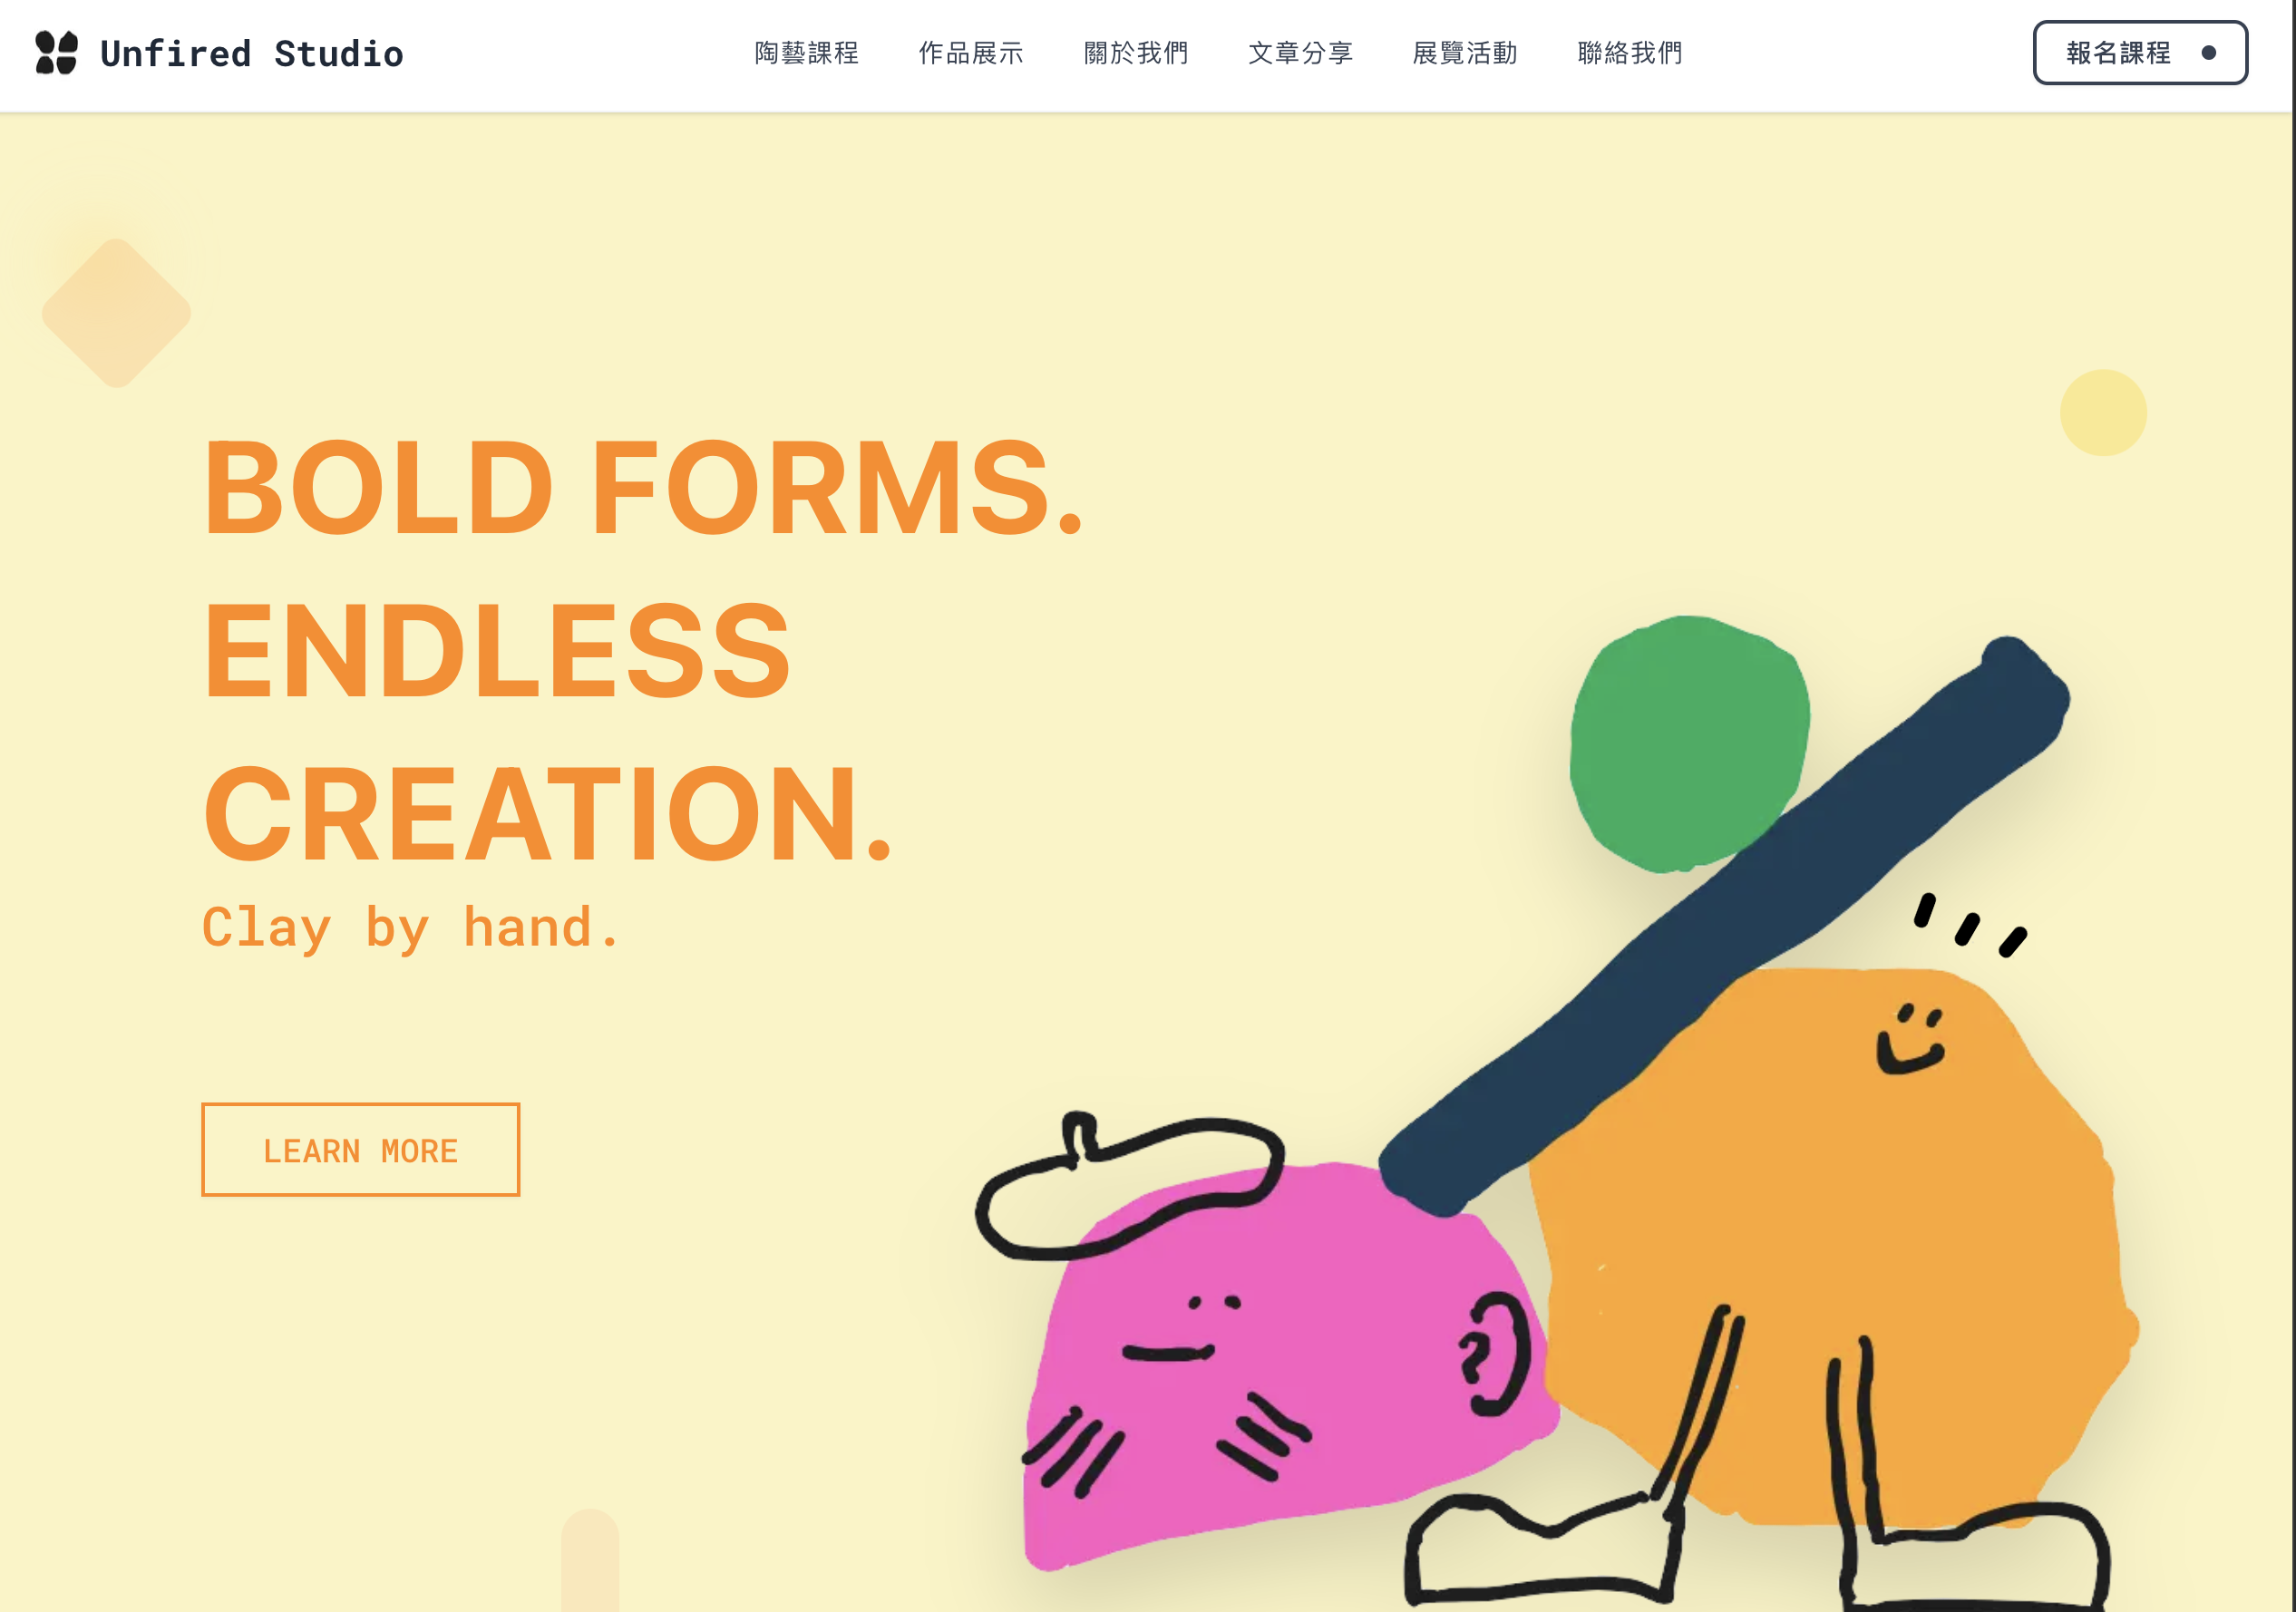 Unfired Studio
陶藝課程
作品展示
關於我們
文章分享
展覽活動
聯絡我們
報名課程
BOLD FORMS.
ENDLESS
CREATION.
Clay by hand.
LEARN MORE